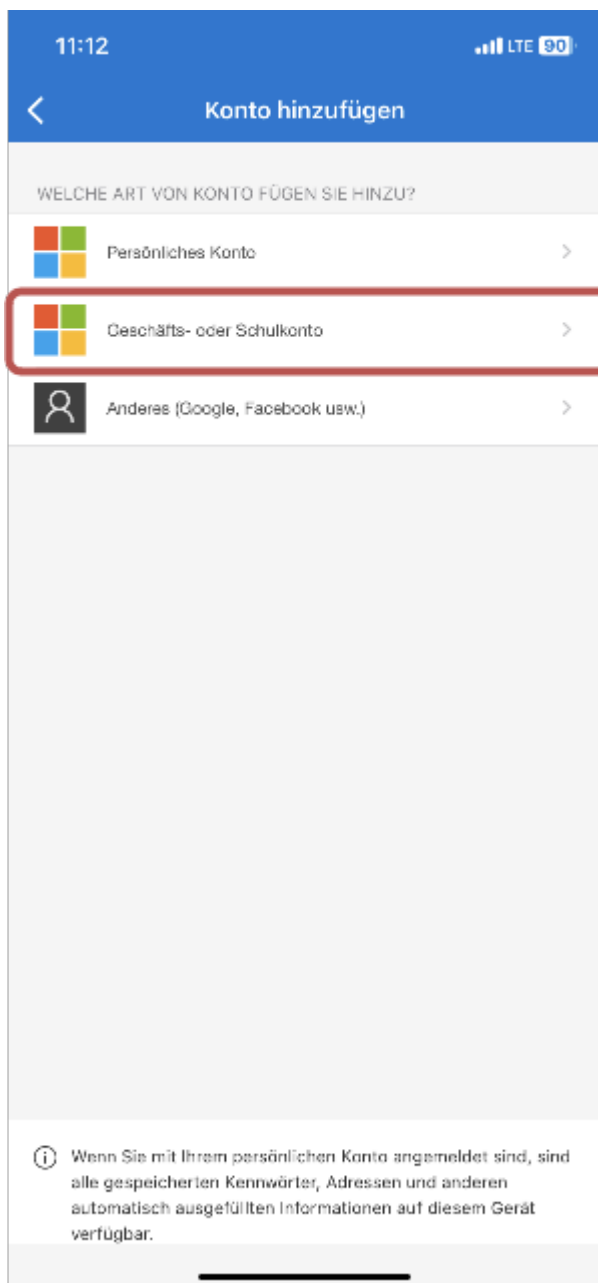 11:12
LTE 90
Konto hinzufügen
WELCHE ART VON KONTO FÜGEN SIE HINZU?
Persönliches Konto
Geschäfts- oder Schulkonto
Anderes (Google, Facebook usw.)
Wenn Sie mit Ihrem persönlichen Konto angemeldet sind, sind
alle gespeicherten Kennwörter, Adressen und anderen
automatisch ausgefüllten Informationen auf diesem Gerät
verfügbar.